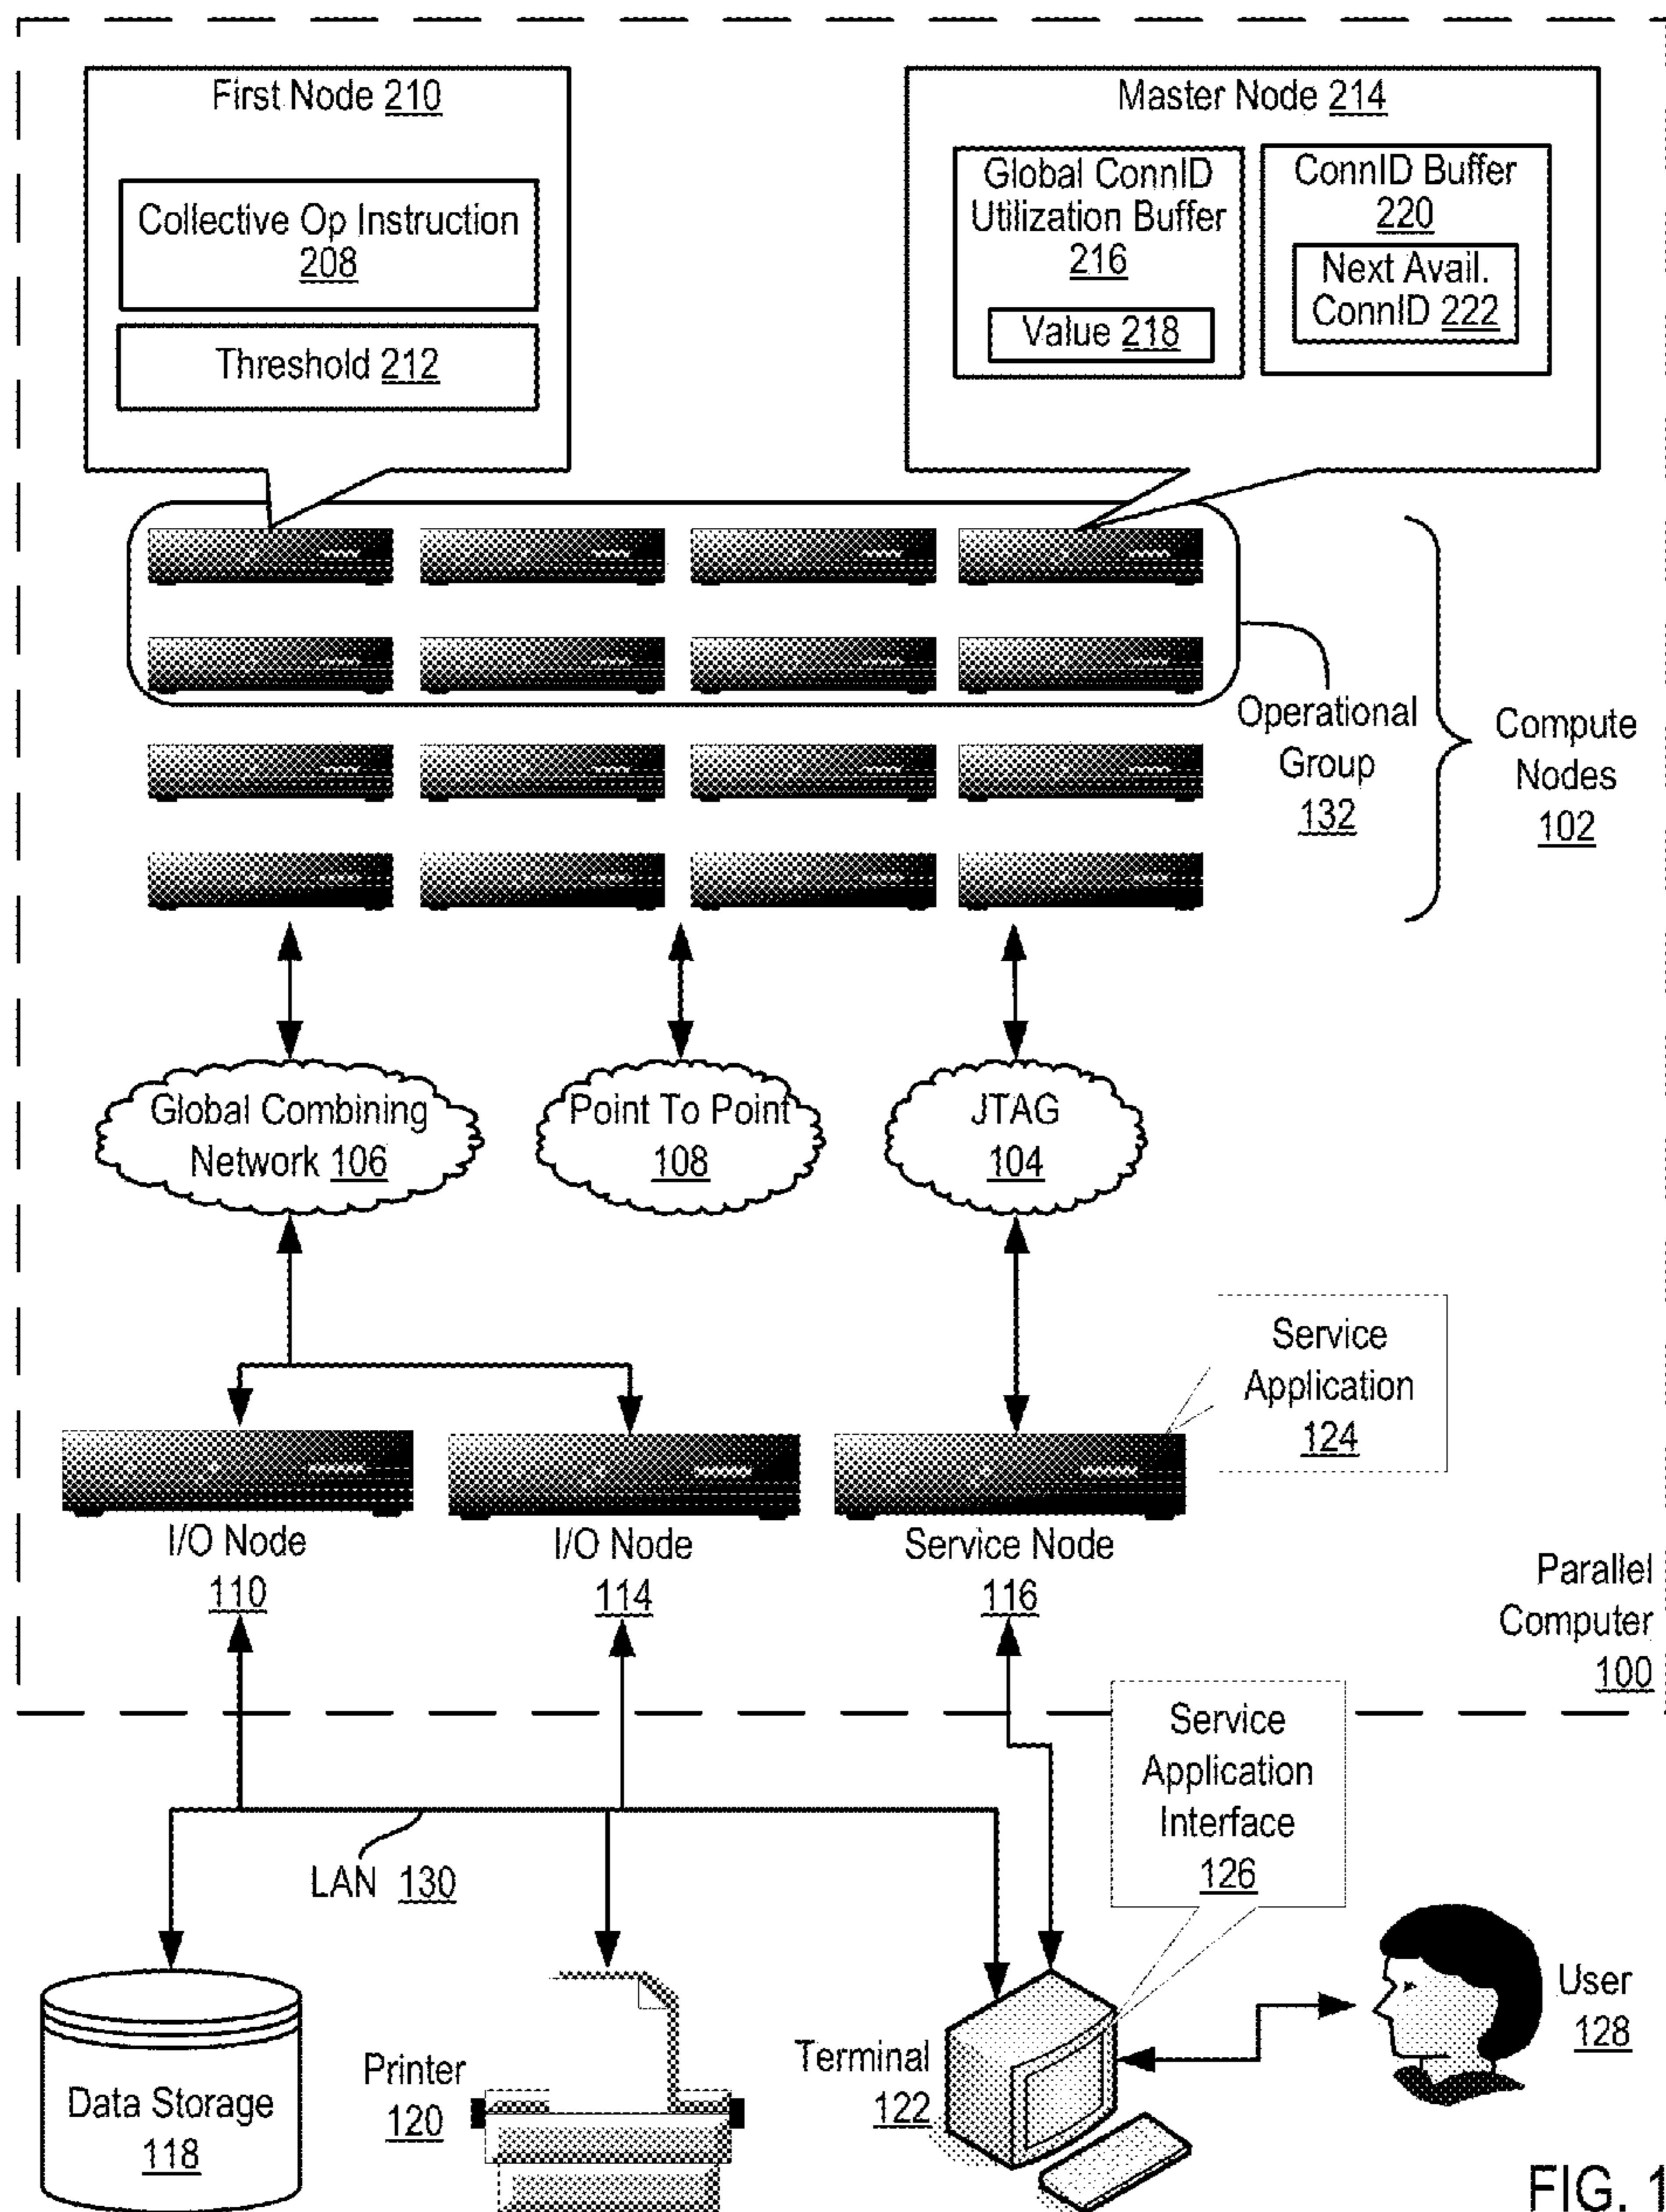 First Node 210
Collective Op Instruction
208
Threshold 212
Master Node 214
Global ConnID
Utilization Buffer
216
Value 218
ConnID Buffer
220
Next Avail.
ConnID 222
Operational
Group
132
Compute
Nodes
102
Global Combining
Network 106
Point To Point
108
JTAG
104
Service
Application
124
I/O Node
110
I/O Node
114
Service Node
116
Parallel
Computer
100
Service
Application
Interface
126
LAN 130
Data Storage
118
Printer
120
Terminal
122
User
128
FIG. 1